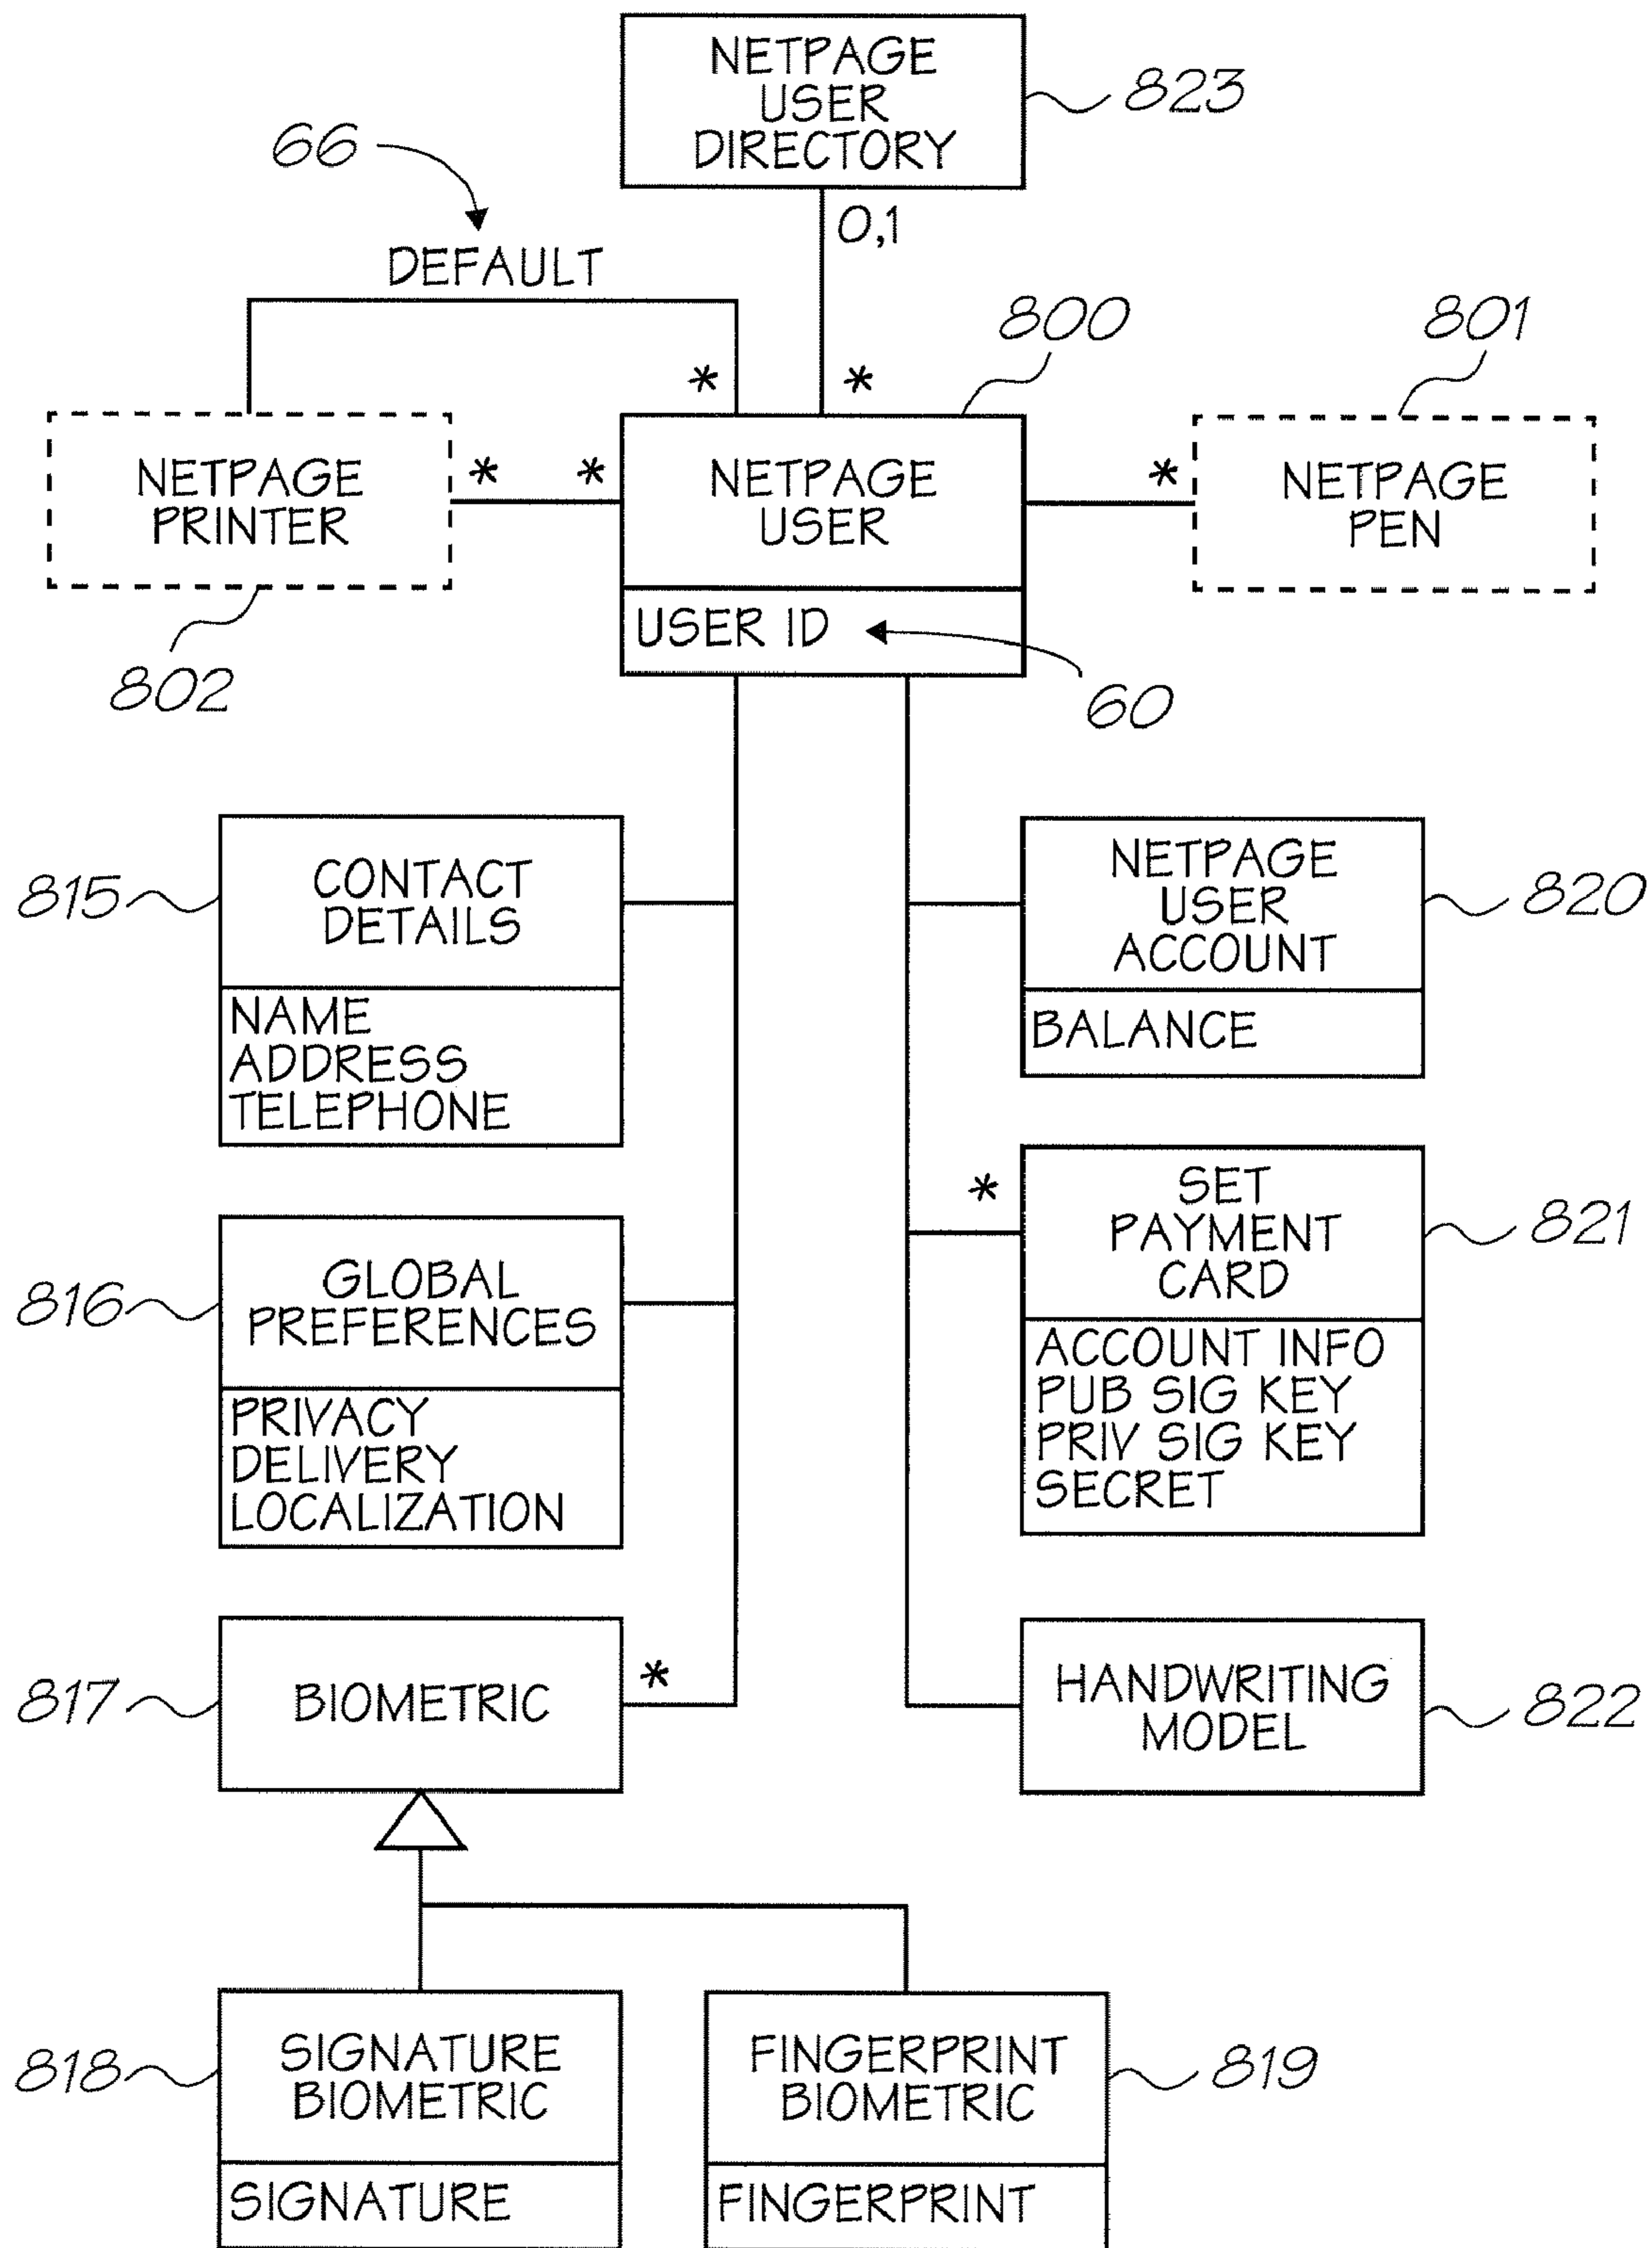 NETPAGE
USER
DIRECTORY
823
66
DEFAULT
0,1
800
801
*
*
NETPAGE
PRINTER
*
*
NETPAGE
USER
*
NETPAGE
PEN
USER ID
802
60
815
CONTACT
DETAILS
NAME
ADDRESS
TELEPHONE
NETPAGE
USER
ACCOUNT
820
BALANCE
816
GLOBAL
PREFERENCES
PRIVACY
DELIVERY
LOCALIZATION
*
SET
PAYMENT
CARD
821
ACCOUNT INFO
PUB SIG KEY
PRIV SIG KEY
SECRET
817
BIOMETRIC
*
HANDWRITING
MODEL
822
818
SIGNATURE
BIOMETRIC
SIGNATURE
FINGERPRINT
BIOMETRIC
819
FINGERPRINT